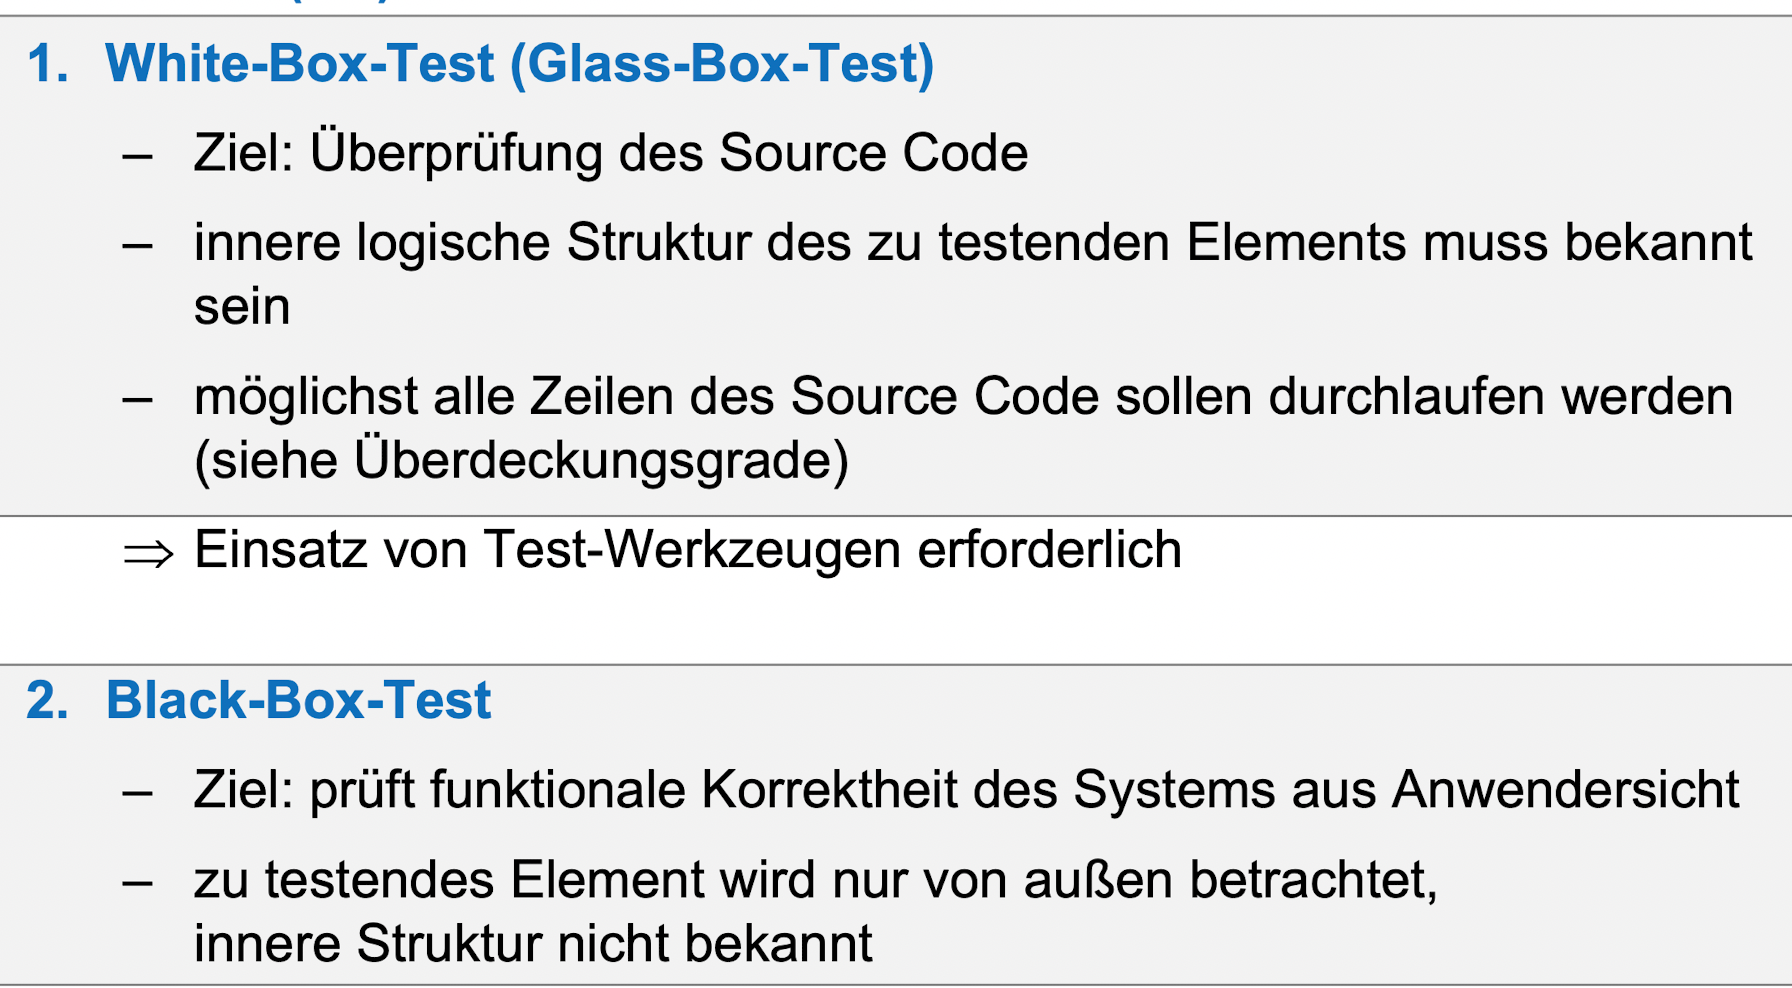 1. White-Box-Test (Glass-Box-Test)
– Ziel: Überprüfung des Source Code
– innere logische Struktur des zu testenden Elements muss bekannt
sein
– möglichst alle Zeilen des Source Code sollen durchlaufen werden
(siehe Überdeckungsgrade)
⇒ Einsatz von Test-Werkzeugen erforderlich
2. Black-Box-Test
– Ziel: prüft funktionale Korrektheit des Systems aus Anwendersicht
– zu testendes Element wird nur von außen betrachtet,
innere Struktur nicht bekannt